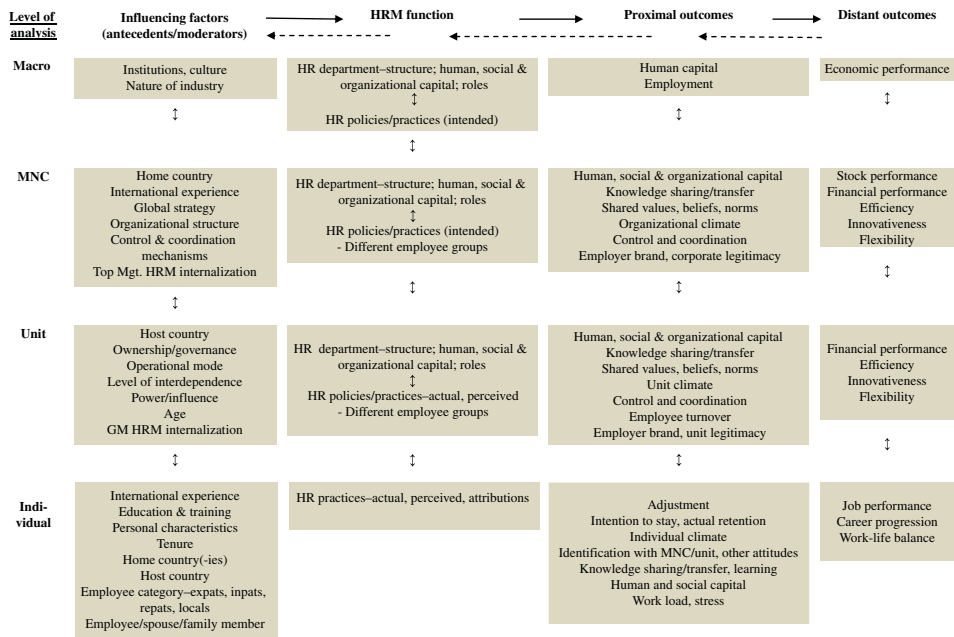 Level of
analysis
Influencing factors
(antecedents/moderators)
HRM function
Proximal outcomes
Distant outcomes
Macro
Institutions, culture
Nature of industry
HR department–structure; human, social &
organizational capital; roles
HR policies/practices (intended)
Human capital
Employment
Economic performance
MNC
Home country
International experience
Global strategy
Organizational structure
Control & coordination
mechanisms
Top Mgt. HRM internalization
HR department–structure; human, social &
organizational capital; roles
HR policies/practices (intended)
- Different employee groups
Human, social & organizational capital
Knowledge sharing/transfer
Shared values, beliefs, norms
Organizational climate
Control and coordination
Employer brand, corporate legitimacy
Stock performance
Financial performance
Efficiency
Innovativeness
Flexibility
Unit
Host country
Ownership/governance
Operational mode
Level of interdependence
Power/influence
Age
GM HRM internalization
HR department–structure; human, social &
organizational capital; roles
HR policies/practices–actual, perceived
- Different employee groups
Human, social & organizational capital
Knowledge sharing/transfer
Shared values, beliefs, norms
Unit climate
Control and coordination
Employee turnover
Employer brand, unit legitimacy
Financial performance
Efficiency
Innovativeness
Flexibility
Indi-
vidual
International experience
Education & training
Personal characteristics
Tenure
Home country(-ies)
Host country
Employee category–expats, inpats,
repats, locals
Employee/spouse/family member
HR practices–actual, perceived, attributions
Adjustment
Intention to stay, actual retention
Individual climate
Identification with MNC/unit, other attitudes
Knowledge sharing/transfer, learning
Human and social capital
Work load, stress
Job performance
Career progression
Work-life balance